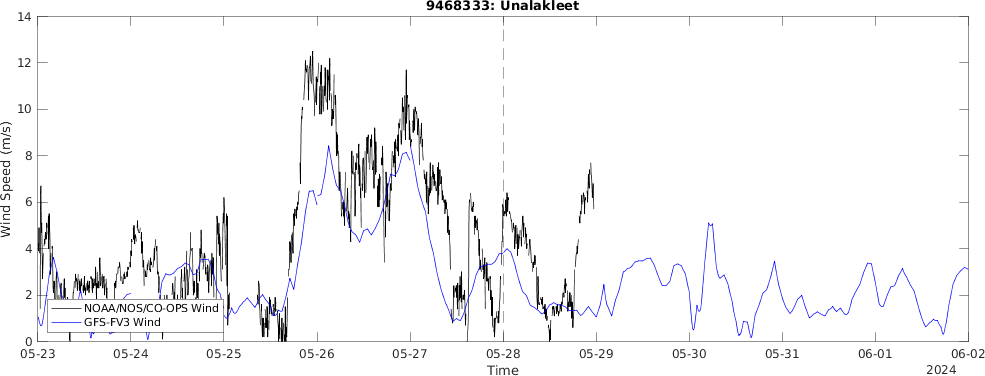 9468333: Unalakleet
14
12
10
8
6
4
2
0
Wind Speed (m/s)
NOAA/NOS/CO-OPS Wind
GFS-FV3 Wind
05-23 05-24 05-25 05-26 05-27 05-28 05-29 05-30 05-31 06-01 06-02
Time
2024